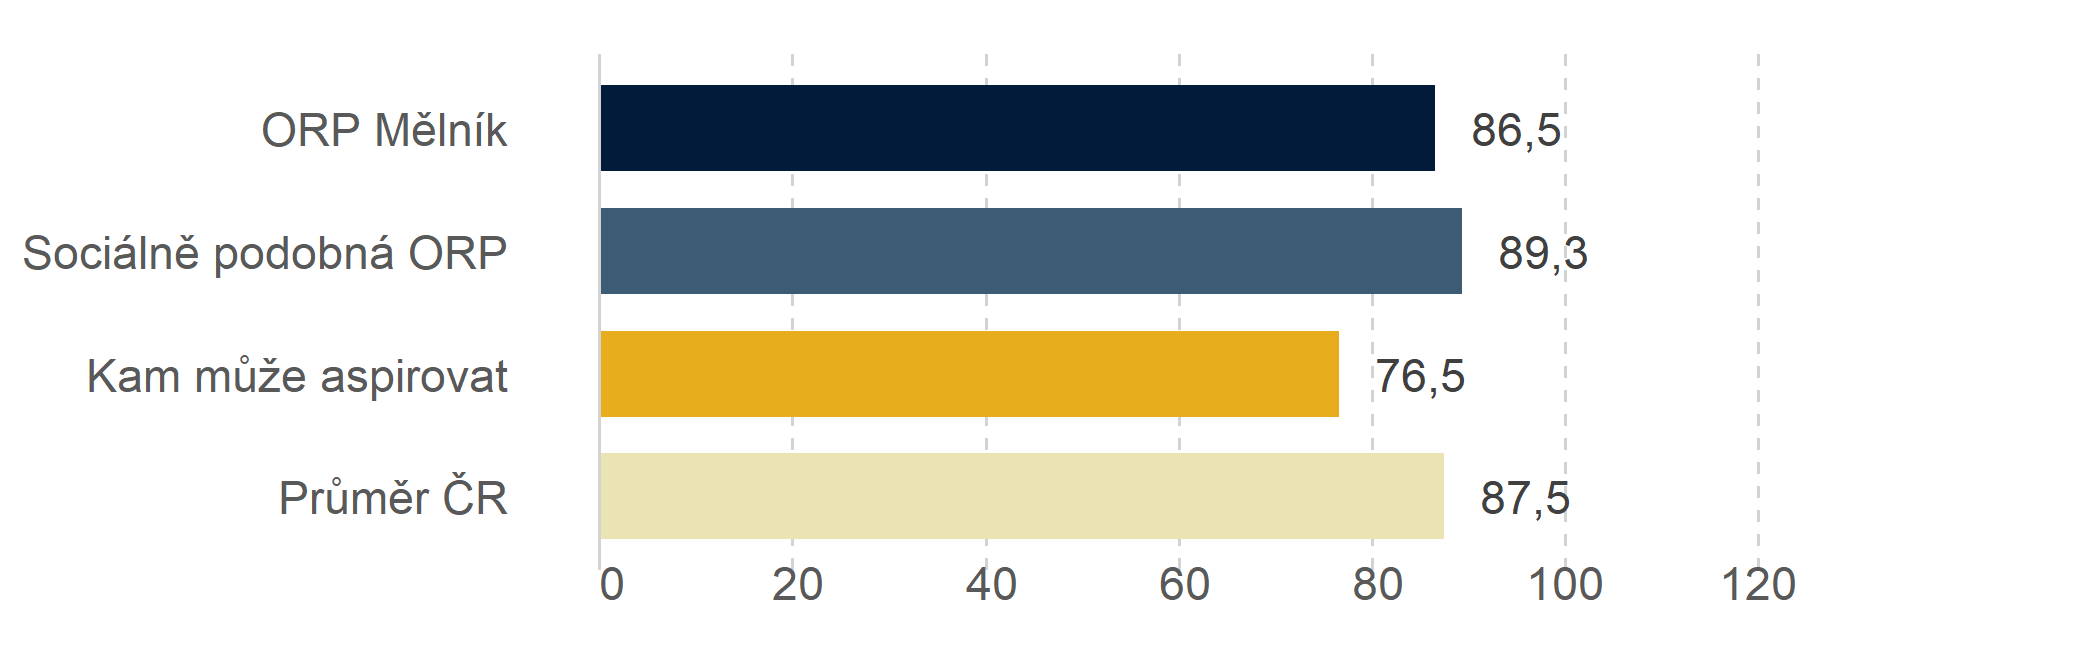 ORP Mělník 86,5
Sociálně podobná ORP 89,3
Kam může aspirovat 76,5
Průměr ČR 87,5
0 20 40 60 80 100 120